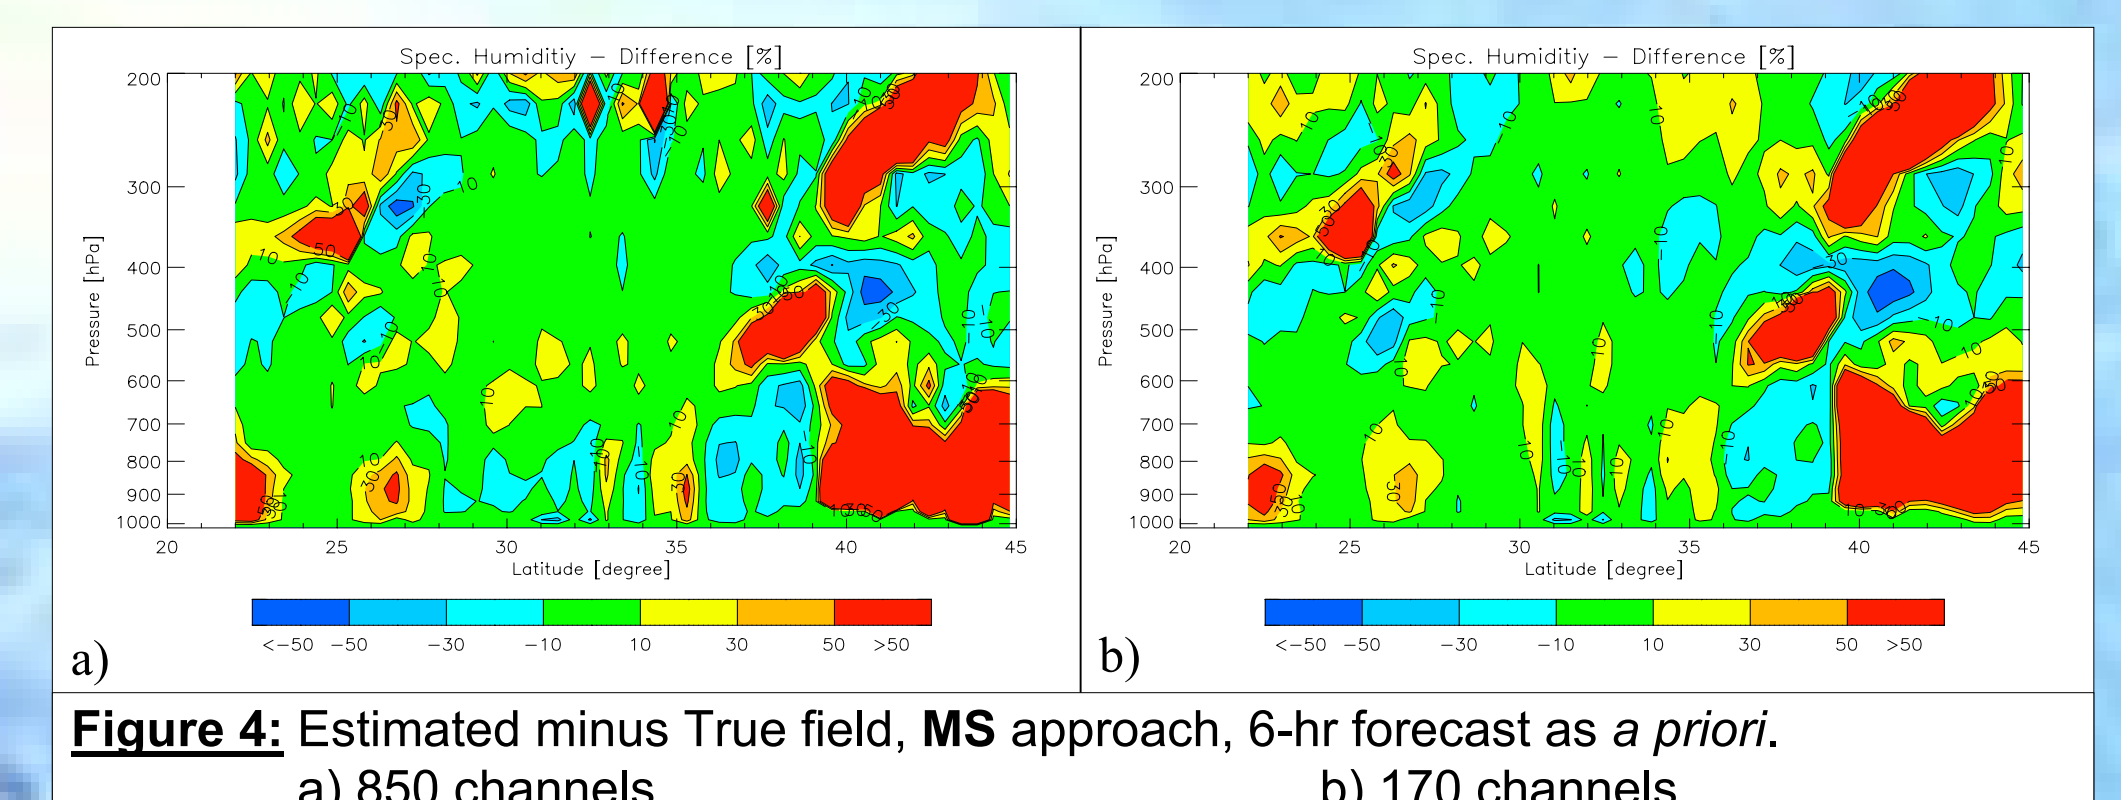 Spec. Humiditiy − Difference [%]
200
300
400
500
600
700
800
900
1000
Pressure [hPa]
20 25 30 35 40 45
Latitude [degree]
<−50 −50 −30 −10 10 30 50 >50
a)
Spec. Humiditiy − Difference [%]
200
300
400
500
600
700
800
900
1000
Pressure [hPa]
20 25 30 35 40 45
Latitude [degree]
<−50 −50 −30 −10 10 30 50 >50
b)
Figure 4: Estimated minus True field, MS approach, 6-hr forecast as a priori.
a) 850 channels b) 170 channels